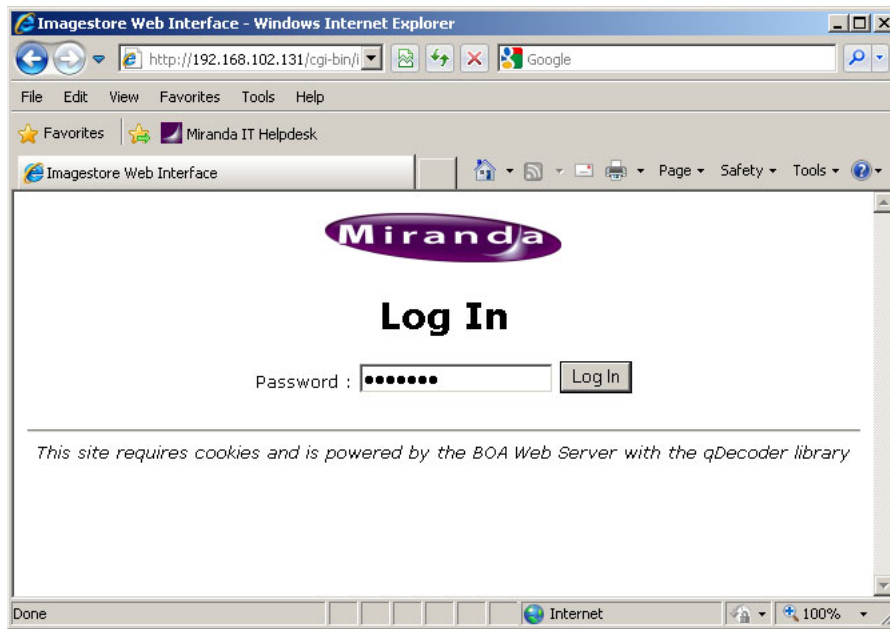 Imagestore Web Interface - Windows Internet Explorer
http://192.168.102.131/cgi-bin/i
Google
File Edit View Favorites Tools Help
Favorites Miranda IT Helpdesk
Imagestore Web Interface Page Safety Tools
Miranda
Log In
Password : Log In
This site requires cookies and is powered by the BOA Web Server with the qDecoder library
Done Internet 100%